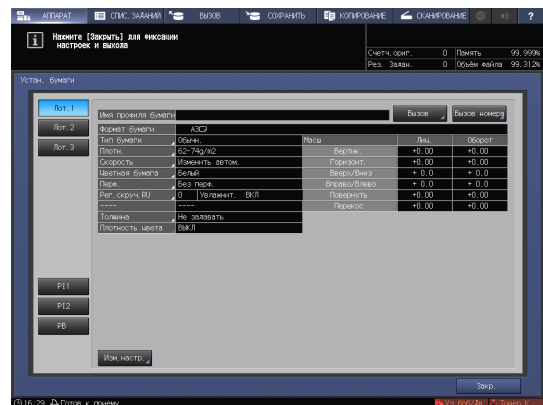 АППАРАТ СПИС. ЗАДАНИЙ ВЫЗОВ СОХРАНИТЬ КОПИРОВАНИЕ СКАНИРОВАНИЕ ?
Нажмите [Закрыть] для фиксации
настроек и выхода
Счетч.ориг. 0 Память 99.999%
Рез. Задан. 0 Объём файла 99.312%
Устан. бумаги
Лот.1
Лот.2
Лот.3
PI1
PI2
PB
Имя профиля бумаги Вызов Вызов номера
Формат бумаги A3
Тип бумаги Обычн. Масш Лиц. Оборот
Плотн. 62-74g/m2 Вертик. +0.00 +0.00
Скорость Изменить автом. Горизонт. +0.00 +0.00
Цветная бумага Белый Вверх/Вниз + 0.0 + 0.0
Перф. Без перф. Вправо/Влево + 0.0 + 0.0
Рег.скруч.RU 0 Увлажнит. :ВКЛ Повернуть +0.00 +0.00
---- ---- Перекос +0.00 +0.00
Толщина Не задавать
Плотность цвета ВЫКЛ
Изм.настр.
Закр.
16:29 Готов к приему
Тонер K